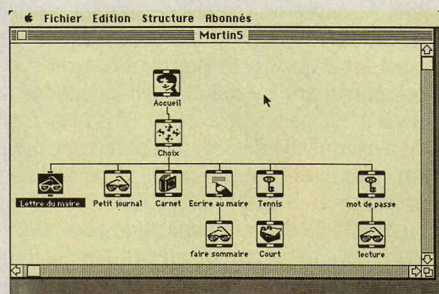 Fichier Edition Structure Abonnés
Martin5
Accueil
Choix
Lettre du maire Petit journal Carnet Ecrire au maire Tennis mot de passe
faire sommaire Court lecture